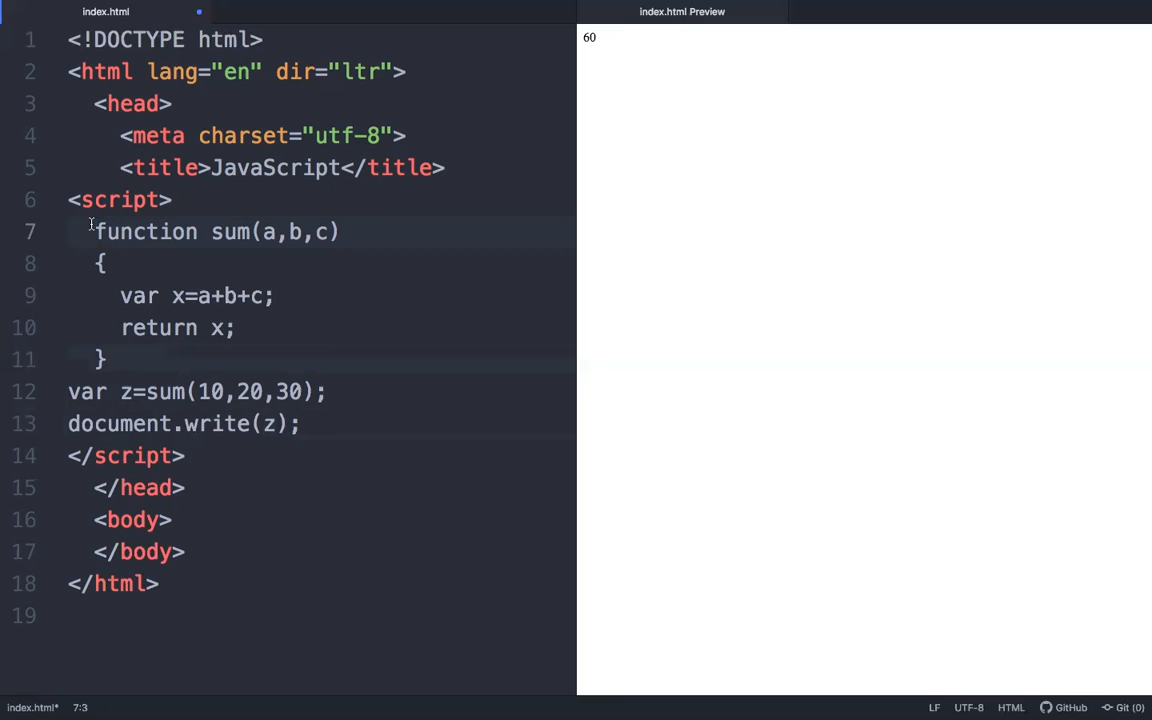 index.html
index.html Preview
1 <!DOCTYPE html>
2 <html lang="en" dir="ltr">
3 <head>
4 <meta charset="utf-8">
5 <title>JavaScript</title>
6 <script>
7 function sum(a,b,c)
8 {
9 var x=a+b+c;
10 return x;
11 }
12 var z=sum(10,20,30);
13 document.write(z);
14 </script>
15 </head>
16 <body>
17 </body>
18 </html>
19
60
index.html* 7:3 LF UTF-8 HTML GitHub Git (0)